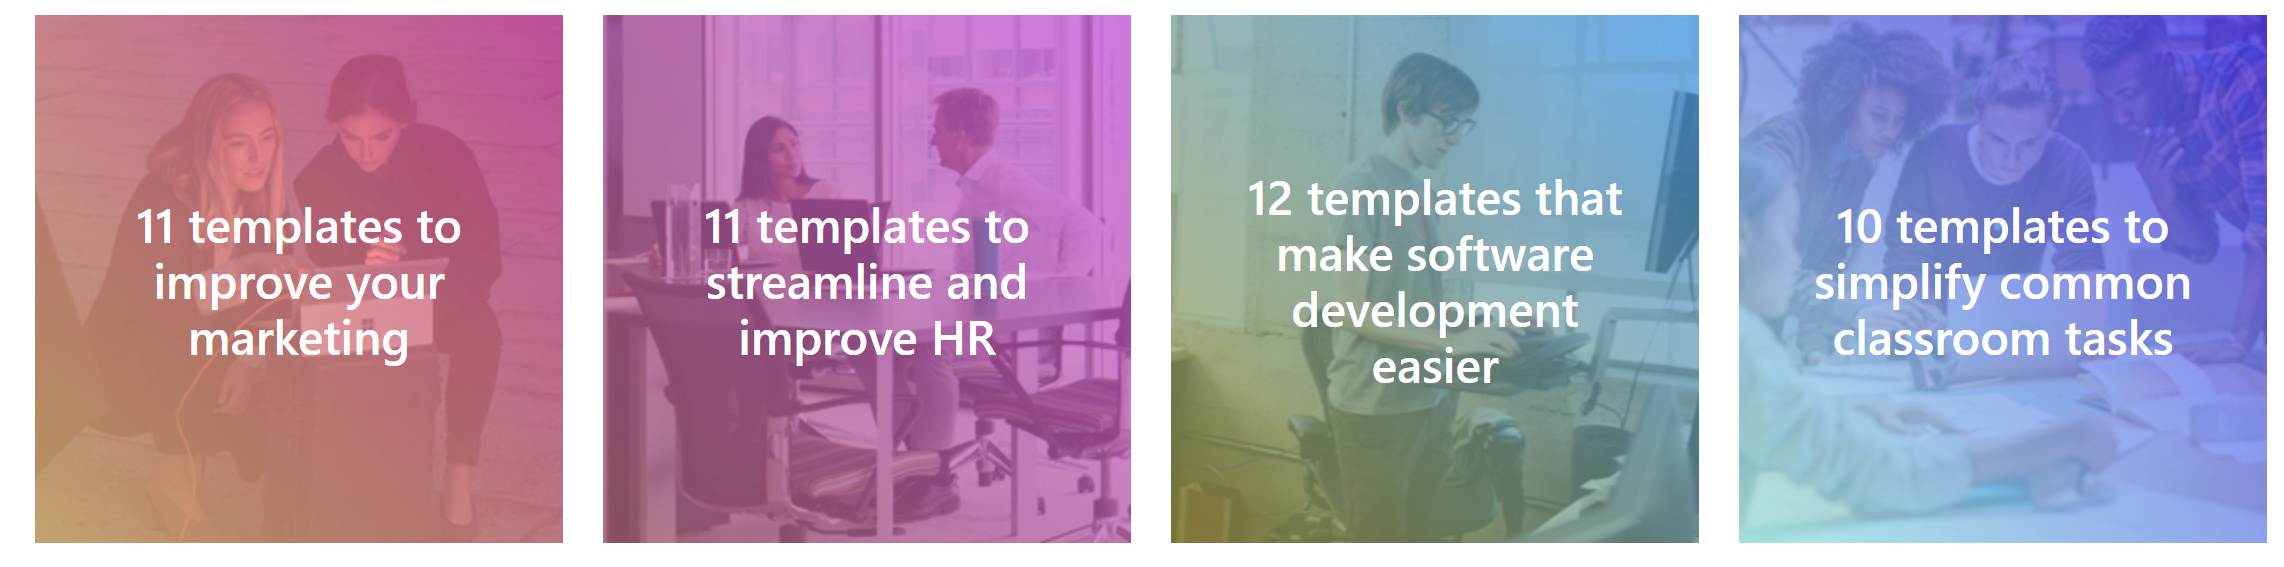 11 templates to
improve your
marketing
11 templates to
streamline and
improve HR
12 templates that
make software
development
easier
10 templates to
simplify common
classroom tasks